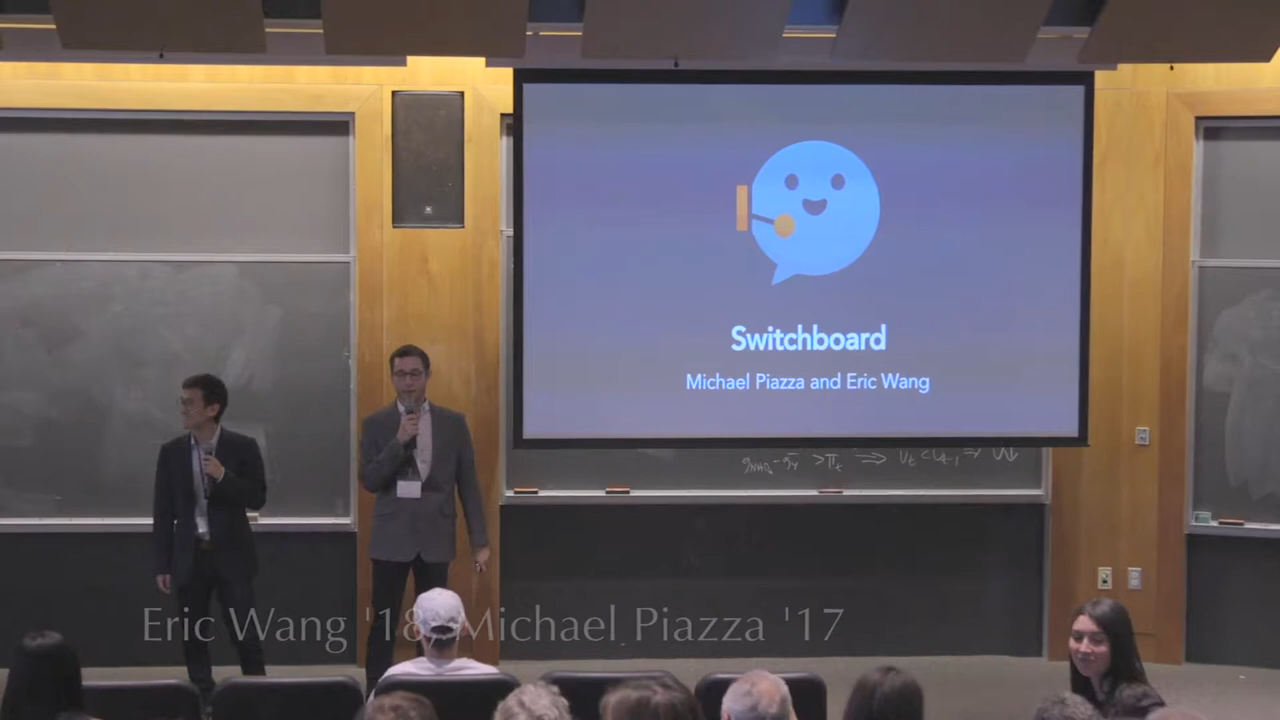 Switchboard
Michael Piazza and Eric Wang
Eric Wang '18, Michael Piazza '17